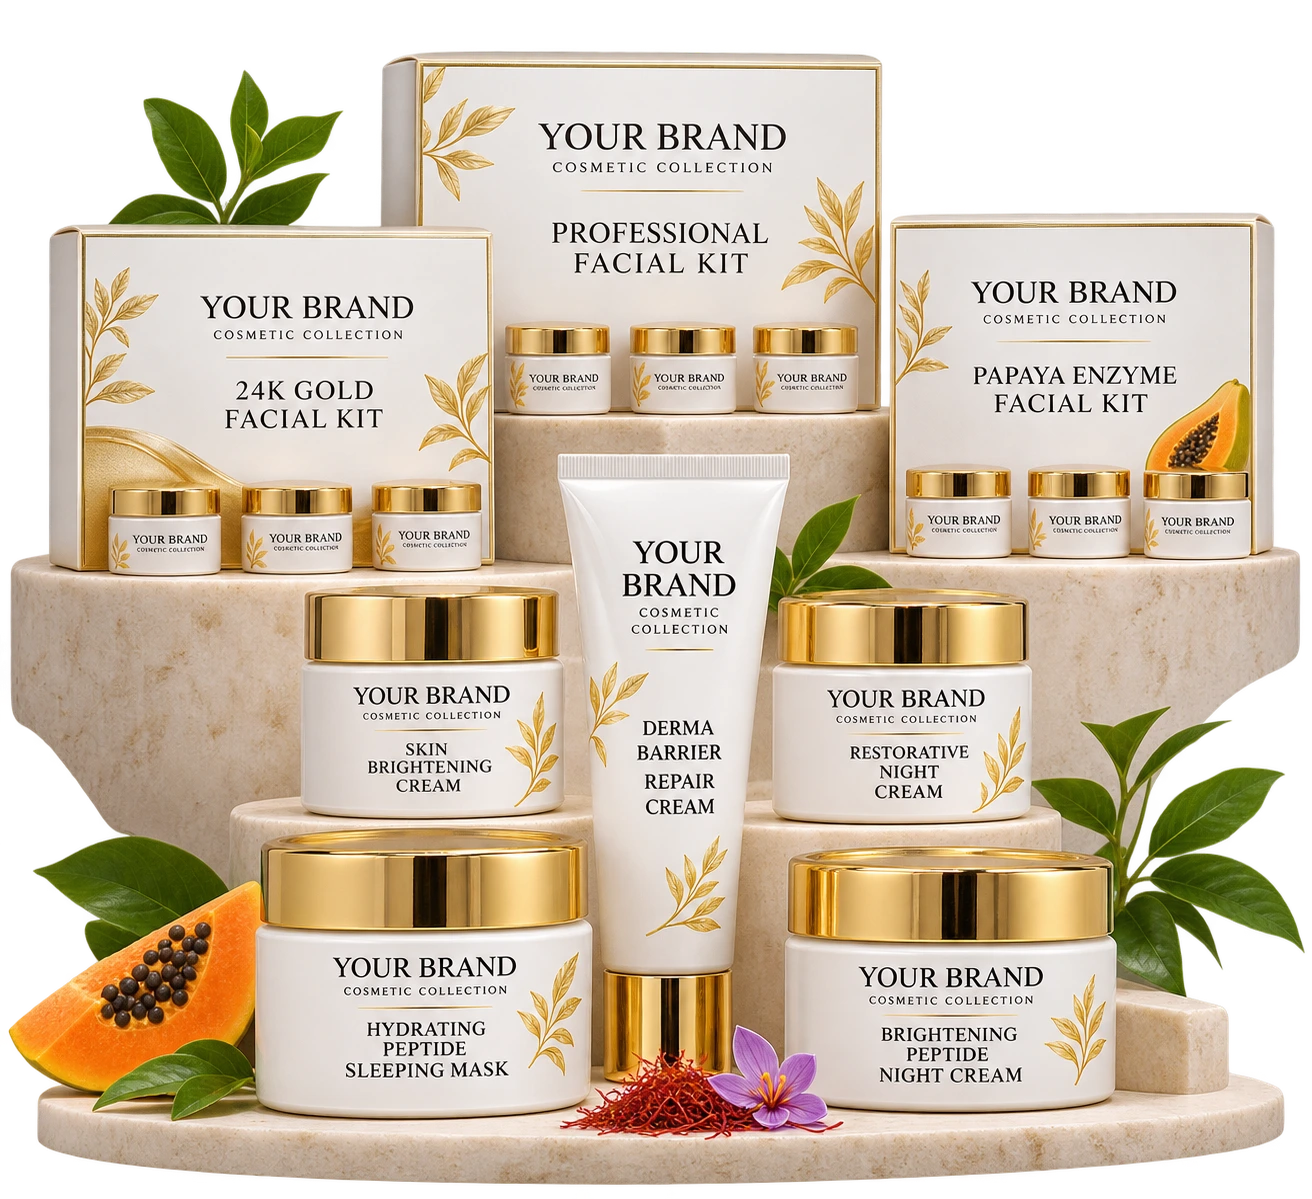 YOUR BRAND
COSMETIC COLLECTION
PROFESSIONAL
FACIAL KIT
YOUR BRAND
COSMETIC COLLECTION
YOUR BRAND
COSMETIC COLLECTION
YOUR BRAND
COSMETIC COLLECTION
YOUR BRAND
COSMETIC COLLECTION
24K GOLD
FACIAL KIT
YOUR BRAND
COSMETIC COLLECTION
YOUR BRAND
COSMETIC COLLECTION
YOUR BRAND
COSMETIC COLLECTION
YOUR BRAND
COSMETIC COLLECTION
PAPAYA ENZYME
FACIAL KIT
YOUR BRAND
COSMETIC COLLECTION
YOUR BRAND
COSMETIC COLLECTION
YOUR BRAND
COSMETIC COLLECTION
YOUR
BRAND
COSMETIC
COLLECTION
DERMA
BARRIER
REPAIR
CREAM
YOUR BRAND
COSMETIC COLLECTION
SKIN
BRIGHTENING
CREAM
YOUR BRAND
COSMETIC COLLECTION
RESTORATIVE
NIGHT
CREAM
YOUR BRAND
COSMETIC COLLECTION
HYDRATING
PEPTIDE
SLEEPING MASK
YOUR BRAND
COSMETIC COLLECTION
BRIGHTENING
PEPTIDE
NIGHT CREAM